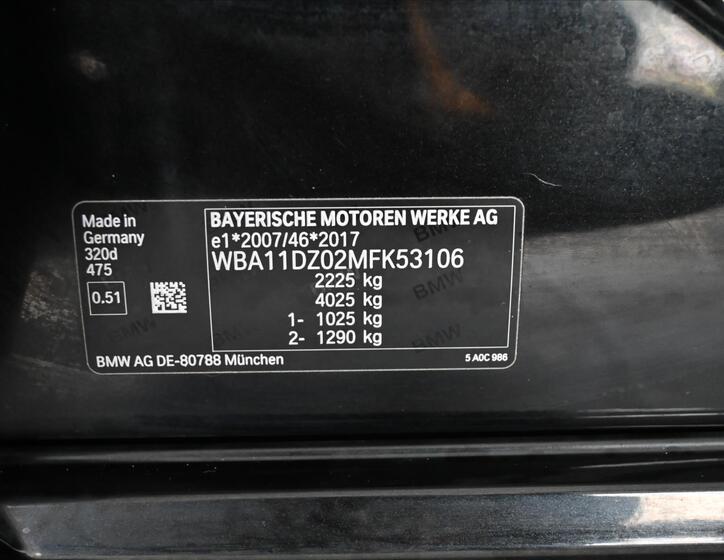 Made in
Germany
320d
475
0.51
BAYERISCHE MOTOREN WERKE AG
e1*2007/46*2017
WBA11DZ02MFK53106
2225 kg
4025 kg
1- 1025 kg
2- 1290 kg
BMW AG DE-80788 München
5 A0C 986